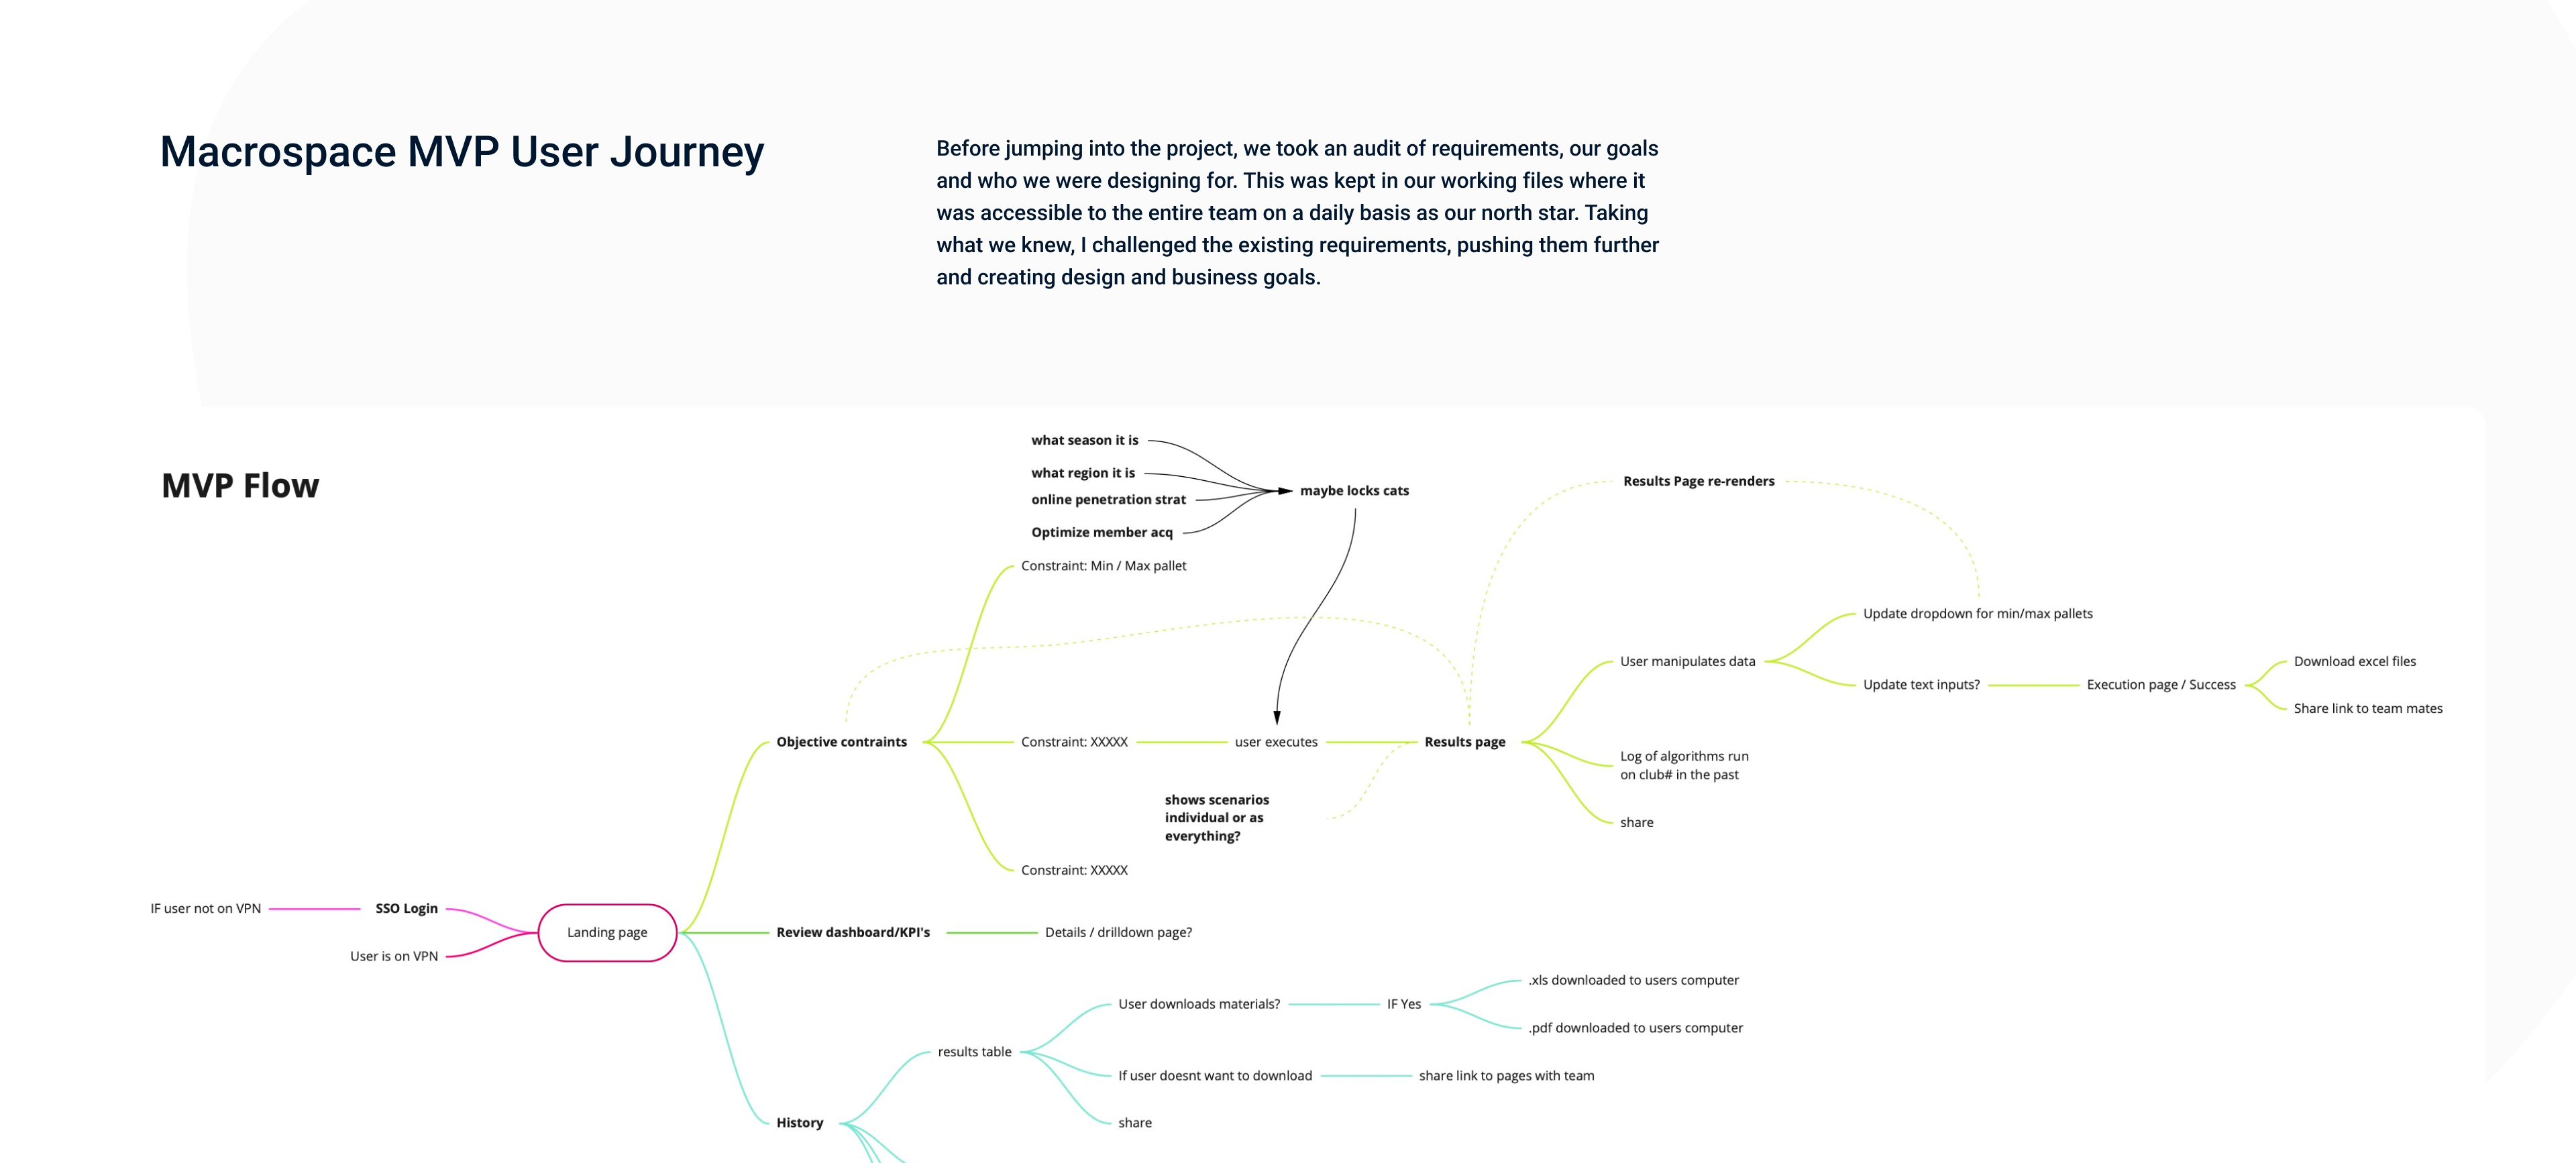 Macrospace MVP User Journey
Before jumping into the project, we took an audit of requirements, our goals
and who we were designing for. This was kept in our working files where it
was accessible to the entire team on a daily basis as our north star. Taking
what we knew, I challenged the existing requirements, pushing them further
and creating design and business goals.
MVP Flow
what season it is
what region it is
online penetration strat
Optimize member acq
maybe locks cats
Results Page re-renders
Constraint: Min / Max pallet
Update dropdown for min/max pallets
User manipulates data
Update text inputs?
Execution page / Success
Download excel files
Share link to team mates
Objective contraints
Constraint: XXXXX
user executes
Results page
Log of algorithms run
on club# in the past
shows scenarios
individual or as
everything?
share
Constraint: XXXXX
IF user not on VPN
SSO Login
User is on VPN
Landing page
Review dashboard/KPI's
Details / drilldown page?
User downloads materials?
IF Yes
.xls downloaded to users computer
.pdf downloaded to users computer
results table
If user doesnt want to download
share link to pages with team
History
share